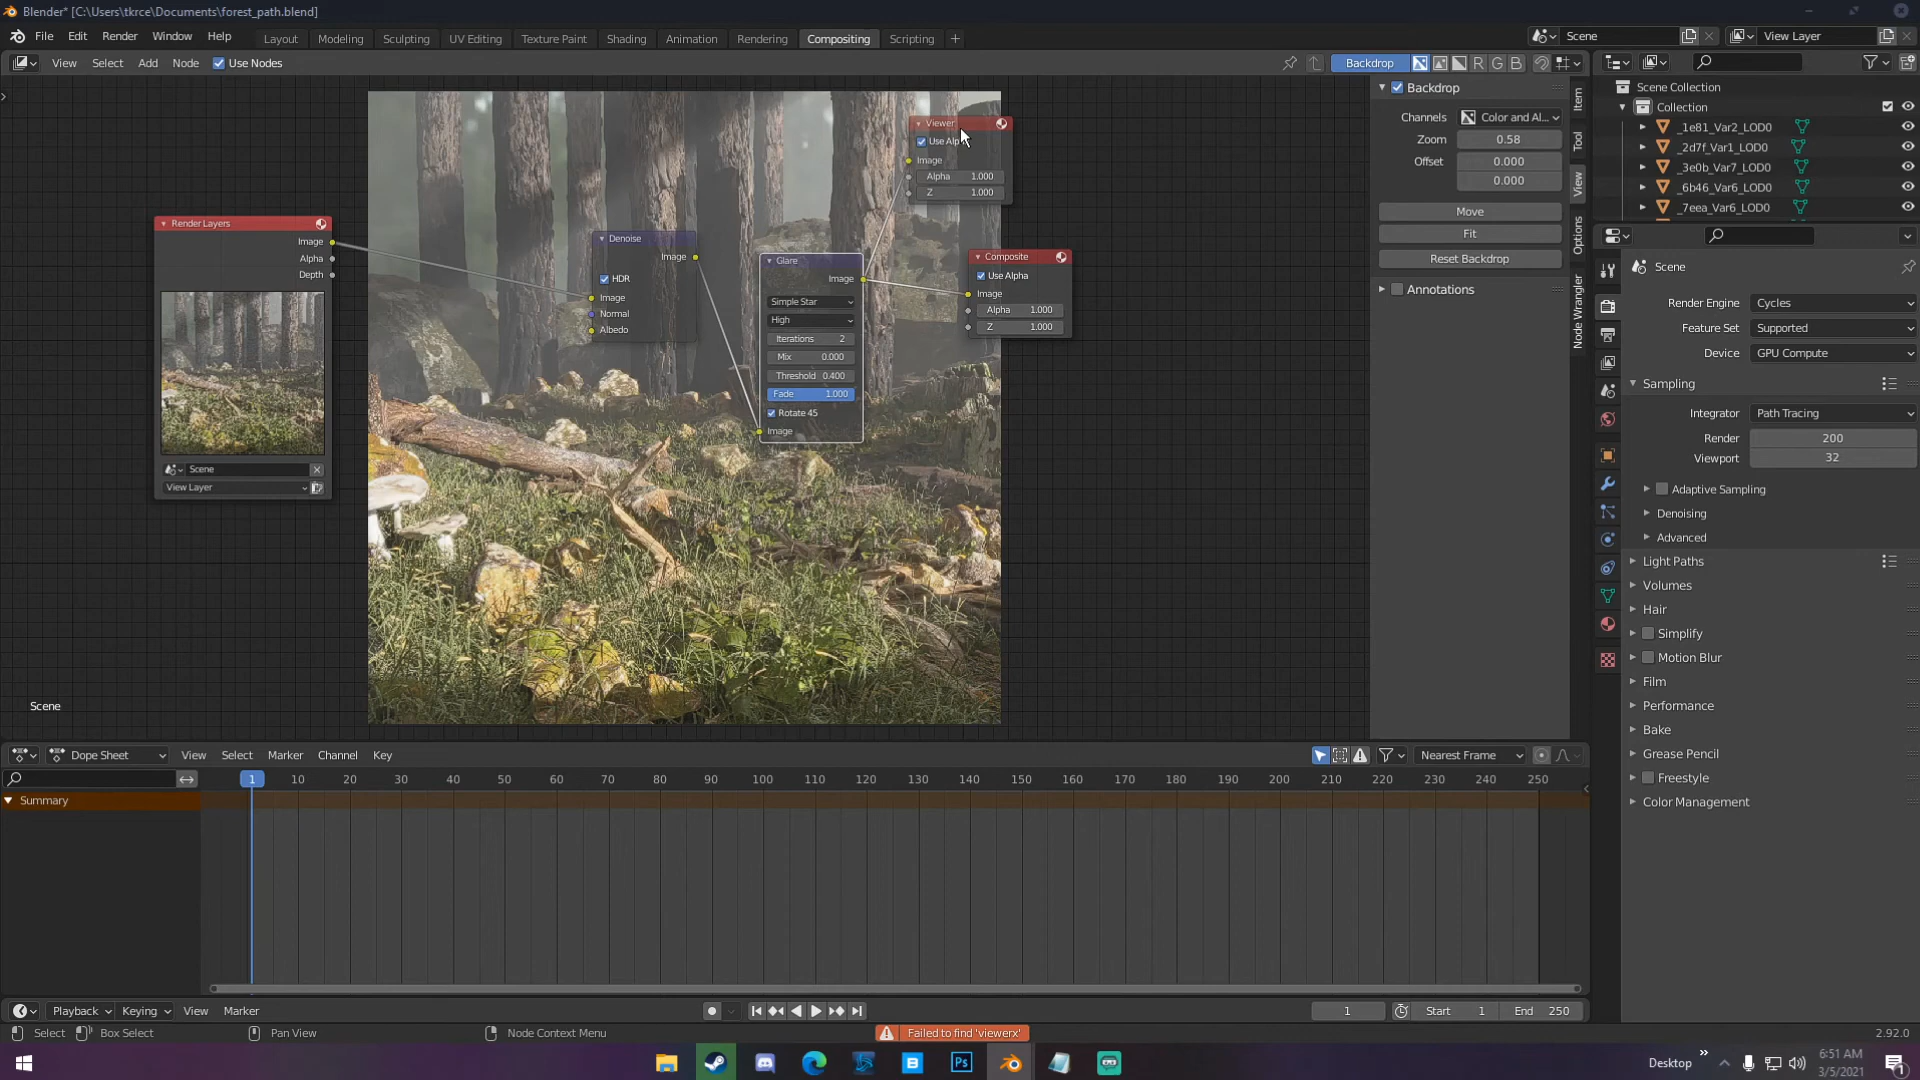 Blender* [C:\Users\tkrce\Documents\forest_path.blend]
File Edit Render Window Help Layout Modeling Sculpting UV Editing Texture Paint Shading Animation Rendering Compositing Scripting Scene View Layer
View Select Add Node Use Nodes Backdrop R G B
Scene Collection
Collection
_1e81_Var2_LOD0
_2d7f_Var1_LOD0
_3e0b_Var7_LOD0
_6b46_Var6_LOD0
_7eea_Var6_LOD0
Backdrop
Channels Color and Al...
Zoom 0.58
Offset 0.000
0.000
Move
Fit
Reset Backdrop
Annotations
Item
Tool
View
Options
Node Wrangler
Render Layers
Image
Alpha
Depth
Scene
View Layer
Denoise
Image
HDR
Image
Normal
Albedo
Glare
Image
Simple Star
High
Iterations 2
Mix 0.000
Threshold 0.400
Fade 1.000
Rotate 45
Image
Viewer
Use Alp
Image
Alpha 1.000
Z 1.000
Composite
Use Alpha
Image
Alpha 1.000
Z 1.000
Scene
Scene
Render Engine Cycles
Feature Set Supported
Device GPU Compute
Sampling
Integrator Path Tracing
Render 200
Viewport 32
Adaptive Sampling
Denoising
Advanced
Light Paths
Volumes
Hair
Simplify
Motion Blur
Film
Performance
Bake
Grease Pencil
Freestyle
Color Management
Dope Sheet View Select Marker Channel Key Nearest Frame
1 10 20 30 40 50 60 70 80 90 100 110 120 130 140 150 160 170 180 190 200 210 220 230 240 250
Summary
Playback Keying View Marker 1 Start 1 End 250
Select Box Select Pan View Node Context Menu Failed to find 'viewerx' 2.92.0
Desktop 6:51 AM
3/5/2021